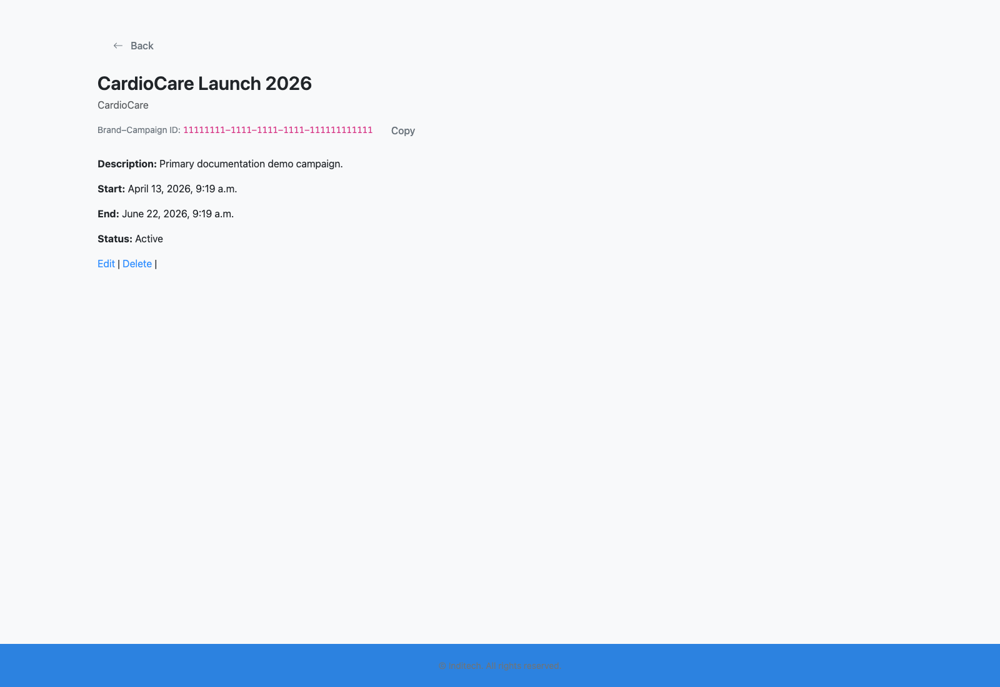 Back
CardioCare Launch 2026
CardioCare
Brand–Campaign ID: 11111111–1111–1111–1111–111111111111 Copy
Description: Primary documentation demo campaign.
Start: April 13, 2026, 9:19 a.m.
End: June 22, 2026, 9:19 a.m.
Status: Active
Edit | Delete |
© All rights reserved.